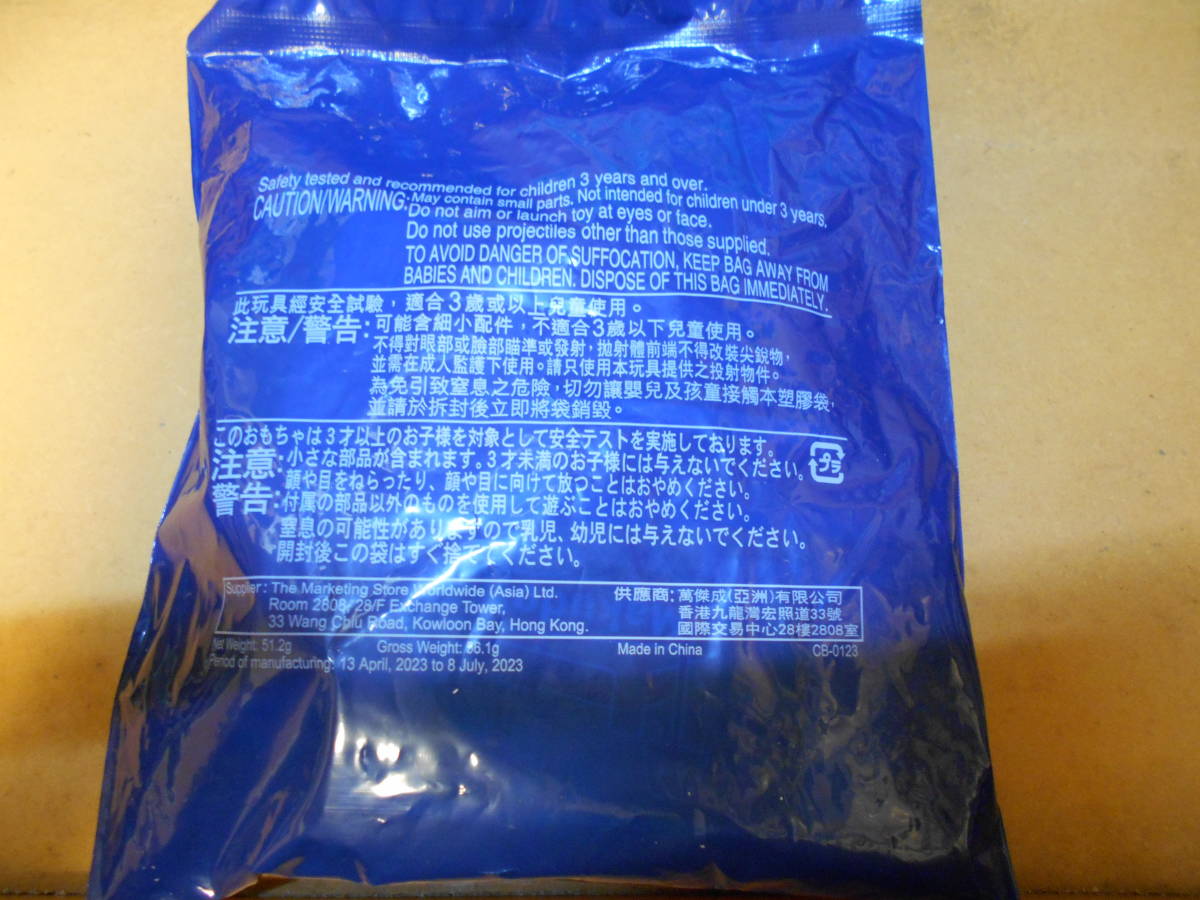 Safety tested and recommended for children 3 years and over.
CAUTION/WARNING: May contain small parts. Not intended for children under 3 years.
Do not aim or launch toy at eyes or face.
Do not use projectiles other than those supplied.
TO AVOID DANGER OF SUFFOCATION, KEEP BAG AWAY FROM
BABIES AND CHILDREN. DISPOSE OF THIS BAG IMMEDIATELY.
此玩具經安全試驗，適合3歲或以上兒童使用。
注意/警告:可能含細小配件，不適合3歲以下兒童使用。
不得對眼部或臉部瞄準或發射，拋射體前端不得改裝尖銳物，
並需在成人監護下使用。請只使用本玩具提供之投射物件。
為免引致窒息之危險，切勿讓嬰兒及孩童接觸本塑膠袋，
並請於拆封後立即將袋銷毀。
このおもちゃは3才以上のお子様を対象として安全テストを実施しております。
注意:小さな部品が含まれます。3才未満のお子様には与えないでください。
顔や目をねらったり、顔や目に向けて放つことはおやめください。
警告:付属の部品以外のものを使用して遊ぶことはおやめください。
窒息の可能性がありますので乳児、幼児には与えないでください。
開封後この袋はすぐ捨ててください。
プラ
Supplier: The Marketing Store Worldwide (Asia) Ltd.
Room 2808, 28/F Exchange Tower,
33 Wang Chiu Road, Kowloon Bay, Hong Kong.
供應商: 萬傑成(亞洲)有限公司
香港九龍灣宏照道33號
國際交易中心28樓2808室
Net Weight: 51.2g Gross Weight: Made in China CB-0123
Period of manufacturing: 13 April, 2023 to 8 July, 2023